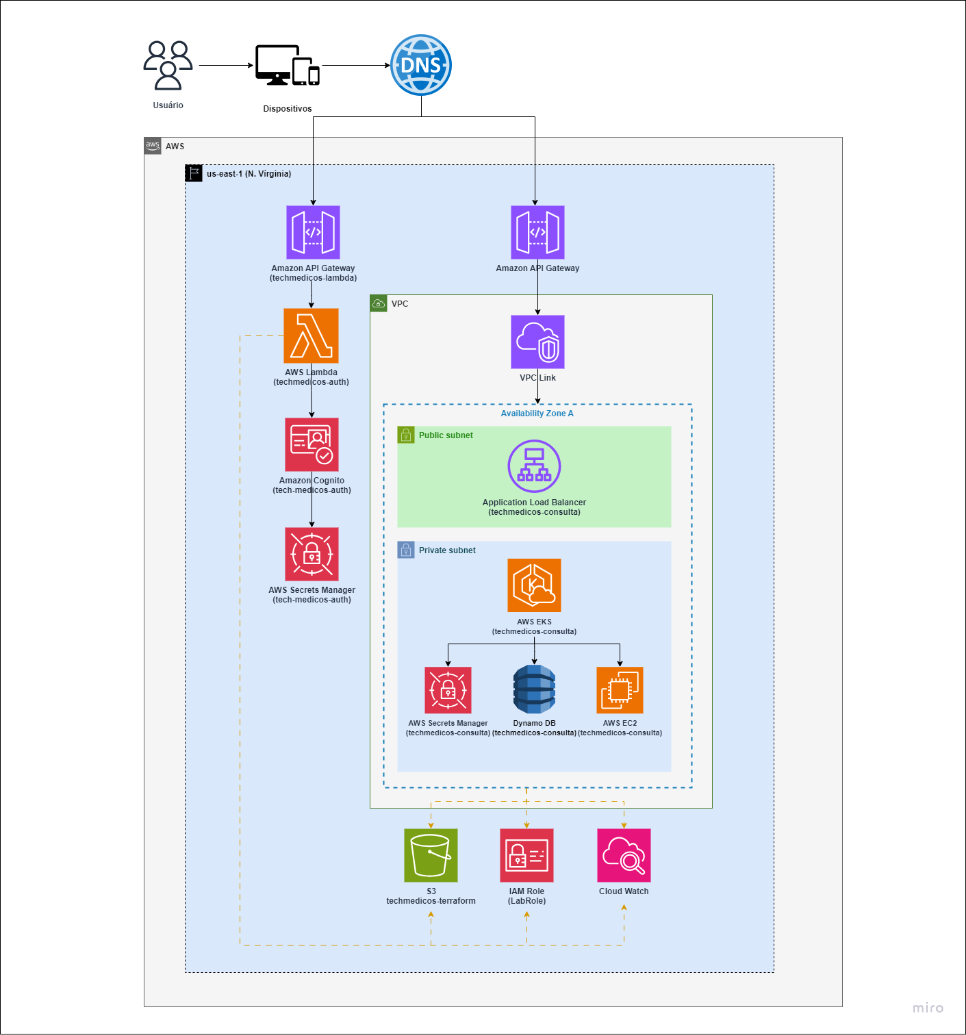 DNS
Usuário
Dispositivos
aws
AWS
us-east-1 (N. Virginia)
Amazon API Gateway
(techmedicos-lambda)
Amazon API Gateway
VPC
AWS Lambda
(techmedicos-auth)
VPC Link
Availability Zone A
Public subnet
Amazon Cognito
(tech-medicos-auth)
Application Load Balancer
(techmedicos-consulta)
Private subnet
AWS Secrets Manager
(tech-medicos-auth)
AWS EKS
(techmedicos-consulta)
AWS Secrets Manager
(techmedicos-consulta)
Dynamo DB
(techmedicos-consulta)
AWS EC2
(techmedicos-consulta)
S3
techmedicos-terraform
IAM Role
(LabRole)
Cloud Watch
miro